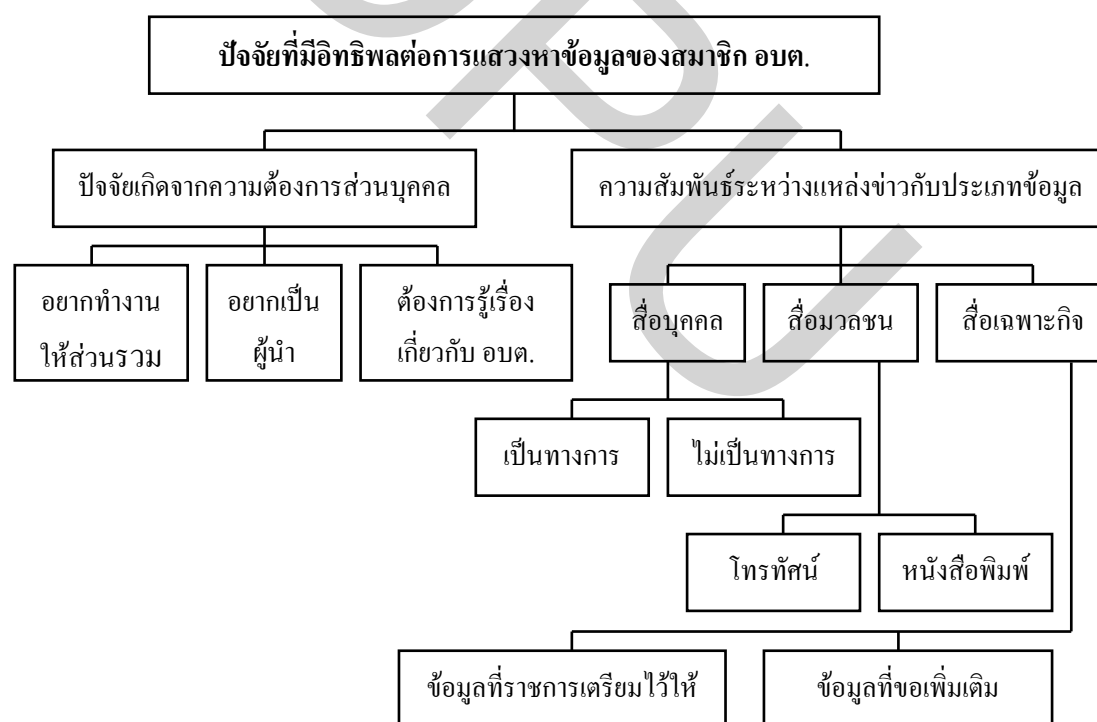 ปัจจัยที่มีอิทธิพลต่อการแสวงหาข้อมูลของสมาชิก อบต.
ปัจจัยเกิดจากความต้องการส่วนบุคคล
ความสัมพันธ์ระหว่างแหล่งข่าวกับประเภทข้อมูล
อยากทำงาน
ให้ส่วนรวม
อยากเป็น
ผู้นำ
ต้องการรู้เรื่อง
เกี่ยวกับ อบต.
สื่อบุคคล
สื่อมวลชน
สื่อเฉพาะกิจ
เป็นทางการ
ไม่เป็นทางการ
โทรทัศน์
หนังสือพิมพ์
ข้อมูลที่ราชการเตรียมไว้ให้
ข้อมูลที่ขอเพิ่มเติม
DPU